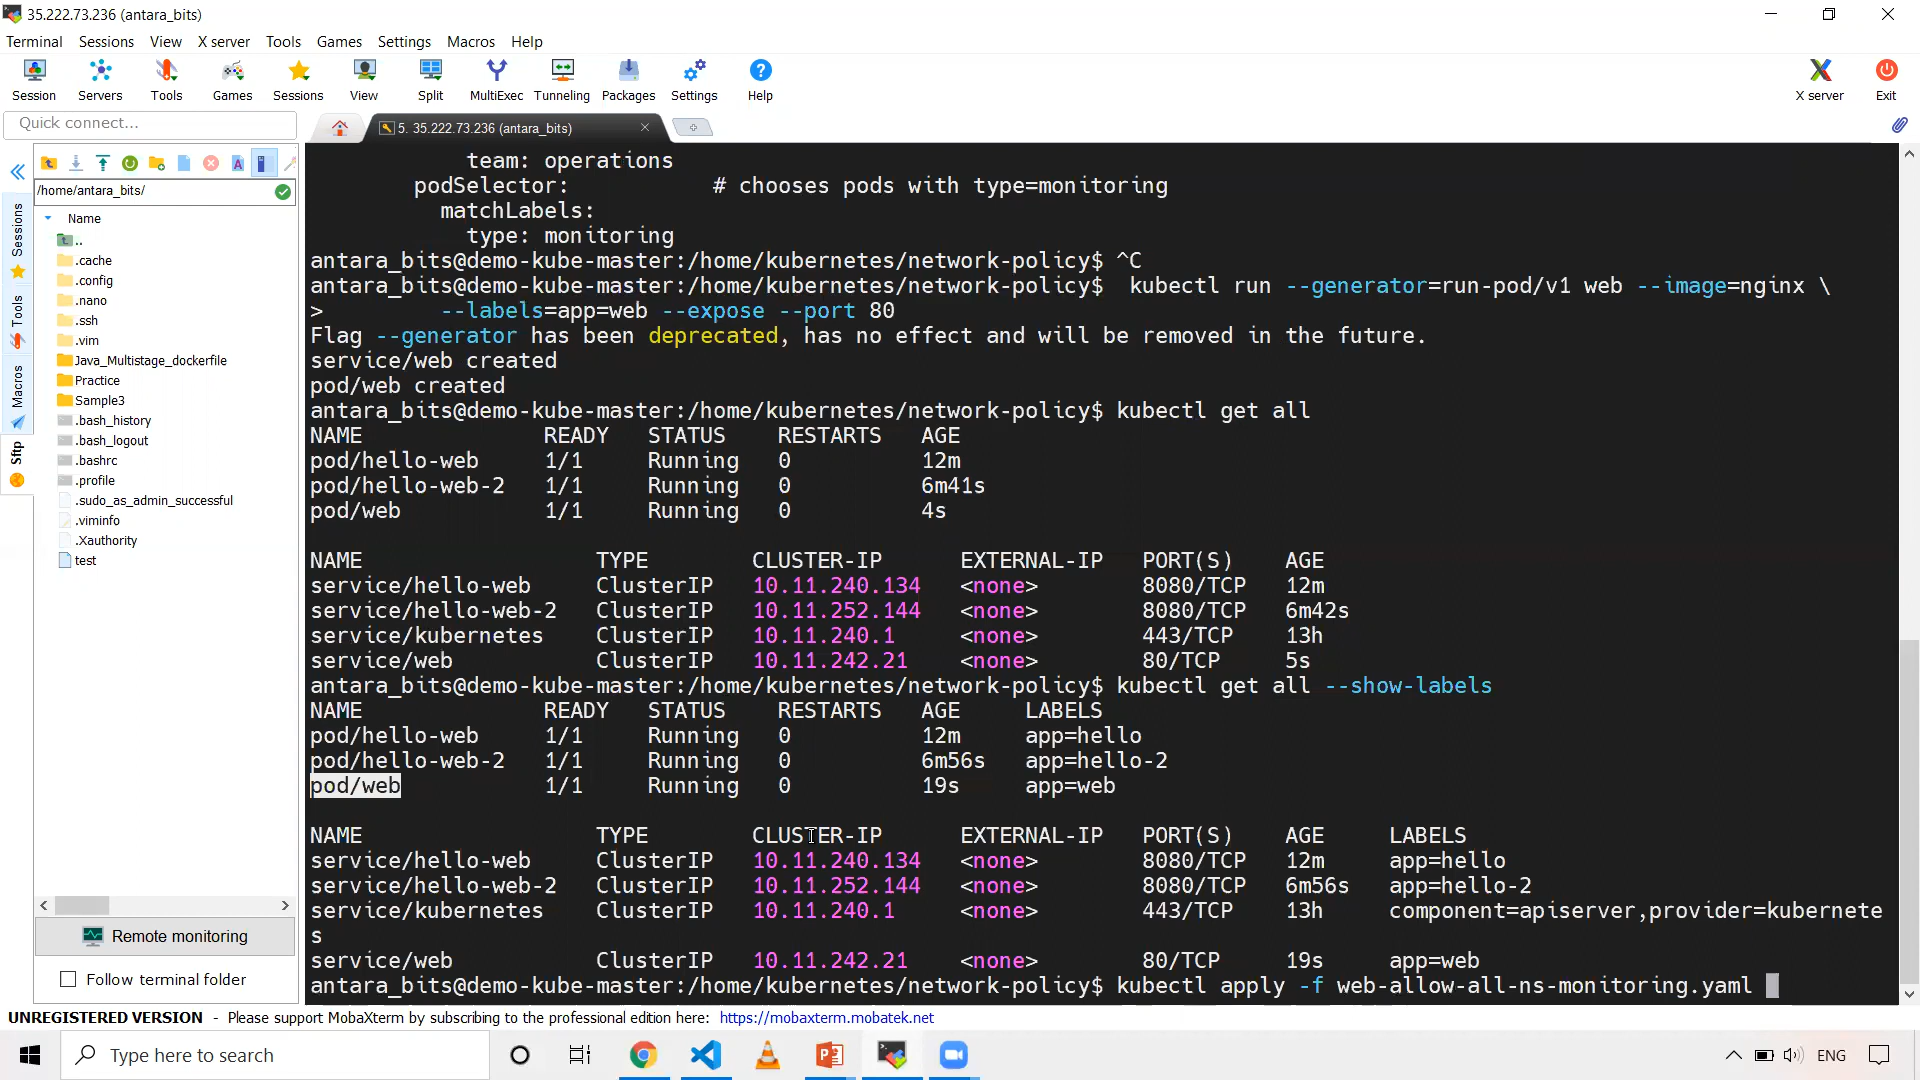 35.222.73.236 (antara_bits)
Terminal Sessions View X server Tools Games Settings Macros Help
Session Servers Tools Games Sessions View Split MultiExec Tunneling Packages Settings Help X server Exit
Quick connect...
5. 35.222.73.236 (antara_bits)
/home/antara_bits/
Name
..
.cache
.config
.nano
.ssh
.vim
Java_Multistage_dockerfile
Practice
Sample3
.bash_history
.bash_logout
.bashrc
.profile
.sudo_as_admin_successful
.viminfo
.Xauthority
test
Sessions
Tools
Macros
Sftp
Remote monitoring
Follow terminal folder
team: operations
podSelector: # chooses pods with type=monitoring
matchLabels:
type: monitoring
antara_bits@demo-kube-master:/home/kubernetes/network-policy$ ^C
antara_bits@demo-kube-master:/home/kubernetes/network-policy$ kubectl run --generator=run-pod/v1 web --image=nginx \
> --labels=app=web --expose --port 80
Flag --generator has been deprecated, has no effect and will be removed in the future.
service/web created
pod/web created
antara_bits@demo-kube-master:/home/kubernetes/network-policy$ kubectl get all
NAME READY STATUS RESTARTS AGE
pod/hello-web 1/1 Running 0 12m
pod/hello-web-2 1/1 Running 0 6m41s
pod/web 1/1 Running 0 4s
NAME TYPE CLUSTER-IP EXTERNAL-IP PORT(S) AGE
service/hello-web ClusterIP 10.11.240.134 <none> 8080/TCP 12m
service/hello-web-2 ClusterIP 10.11.252.144 <none> 8080/TCP 6m42s
service/kubernetes ClusterIP 10.11.240.1 <none> 443/TCP 13h
service/web ClusterIP 10.11.242.21 <none> 80/TCP 5s
antara_bits@demo-kube-master:/home/kubernetes/network-policy$ kubectl get all --show-labels
NAME READY STATUS RESTARTS AGE LABELS
pod/hello-web 1/1 Running 0 12m app=hello
pod/hello-web-2 1/1 Running 0 6m56s app=hello-2
pod/web 1/1 Running 0 19s app=web
NAME TYPE CLUSTER-IP EXTERNAL-IP PORT(S) AGE LABELS
service/hello-web ClusterIP 10.11.240.134 <none> 8080/TCP 12m app=hello
service/hello-web-2 ClusterIP 10.11.252.144 <none> 8080/TCP 6m56s app=hello-2
service/kubernetes ClusterIP 10.11.240.1 <none> 443/TCP 13h component=apiserver,provider=kubernete
s
service/web ClusterIP 10.11.242.21 <none> 80/TCP 19s app=web
antara_bits@demo-kube-master:/home/kubernetes/network-policy$ kubectl apply -f web-allow-all-ns-monitoring.yaml
UNREGISTERED VERSION - Please support MobaXterm by subscribing to the professional edition here: https://mobaxterm.mobatek.net
Type here to search
ENG